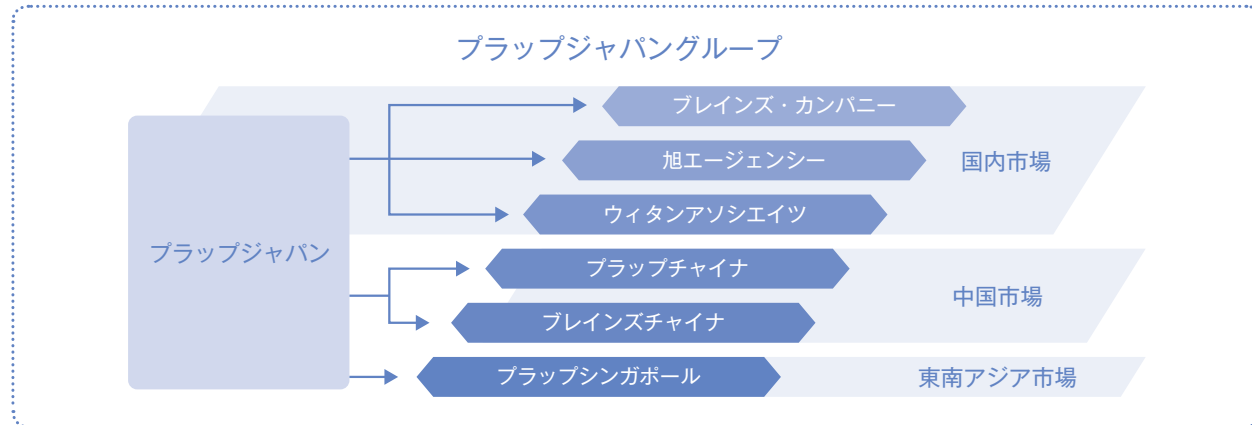 プラップジャパングループ
プラップジャパン
ブレインズ・カンパニー
旭エージェンシー
ウィタンアソシエイツ
国内市場
プラップチャイナ
ブレインズチャイナ
中国市場
プラップシンガポール
東南アジア市場